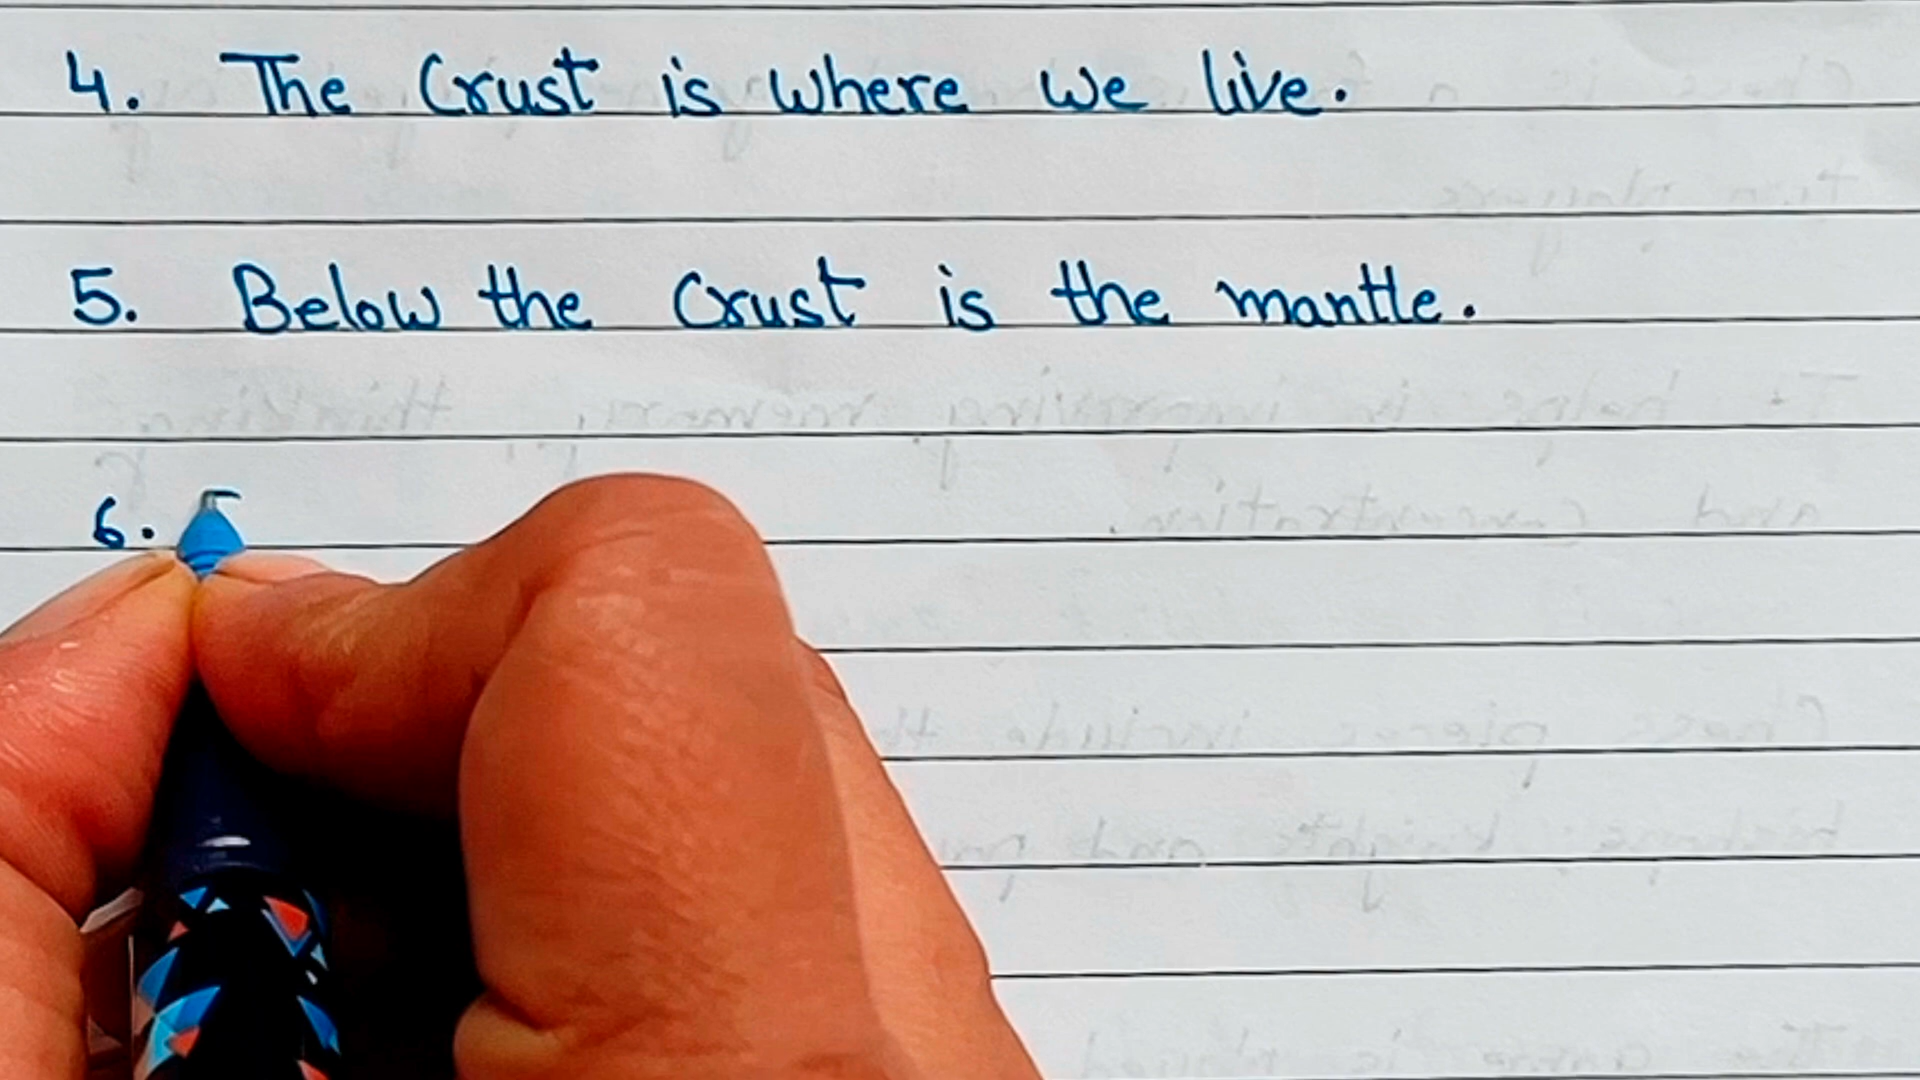 4. The Crust is where we live.
5. Below the Crust is the mantle.
6.